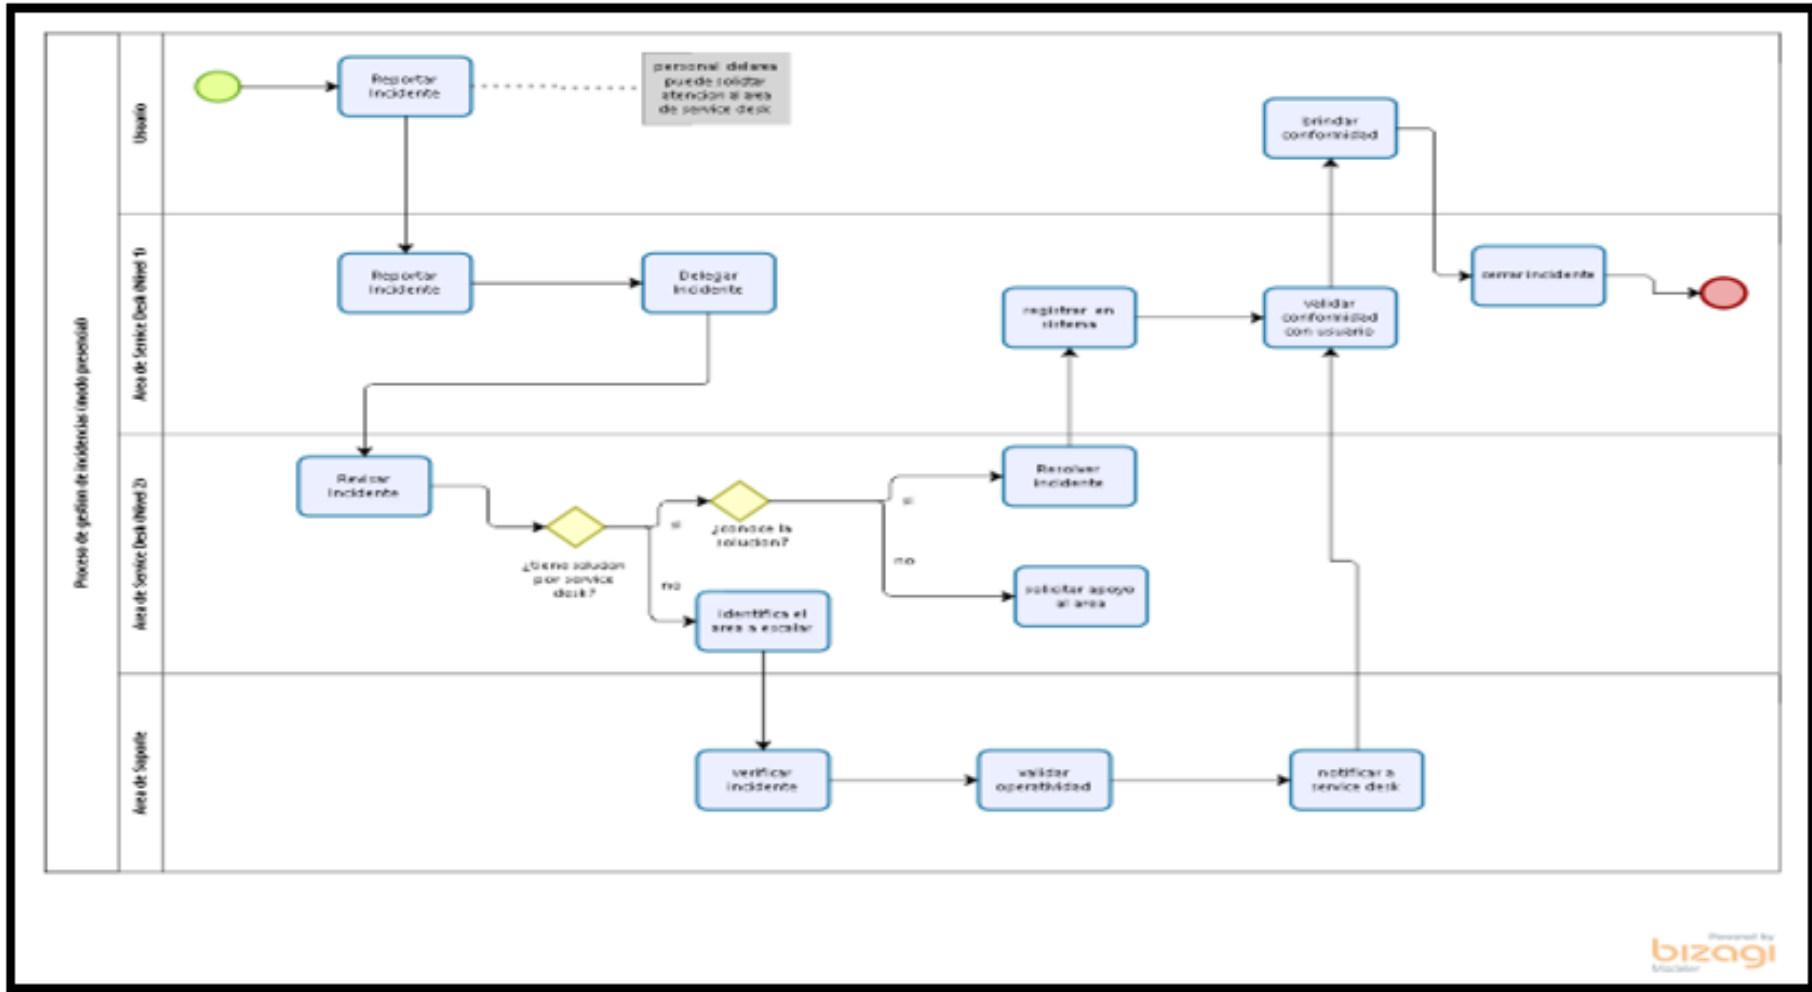 Proceso de gestion de incidencias (modo presencial)
Usuario
Reportar
Incidente
personal del area
puede solicitar
atencion al area
de service desk
brindar
conformidad
Area de Service Desk (Nivel 1)
Reportar
Incidente
Delegar
Incidente
registrar en
sistema
validar
conformidad
con usuario
cerrar incidente
Area de Service Desk (Nivel 2)
Revisar
Incidente
¿tiene solucion
por service
desk?
si
no
¿conoce la
solucion?
si
no
Resolver
incidente
solicitar apoyo
al area
identifica el
area a escalar
Area de Soporte
verificar
incidente
validar
operatividad
notificar a
service desk
Powered by
bizagi
Modeler